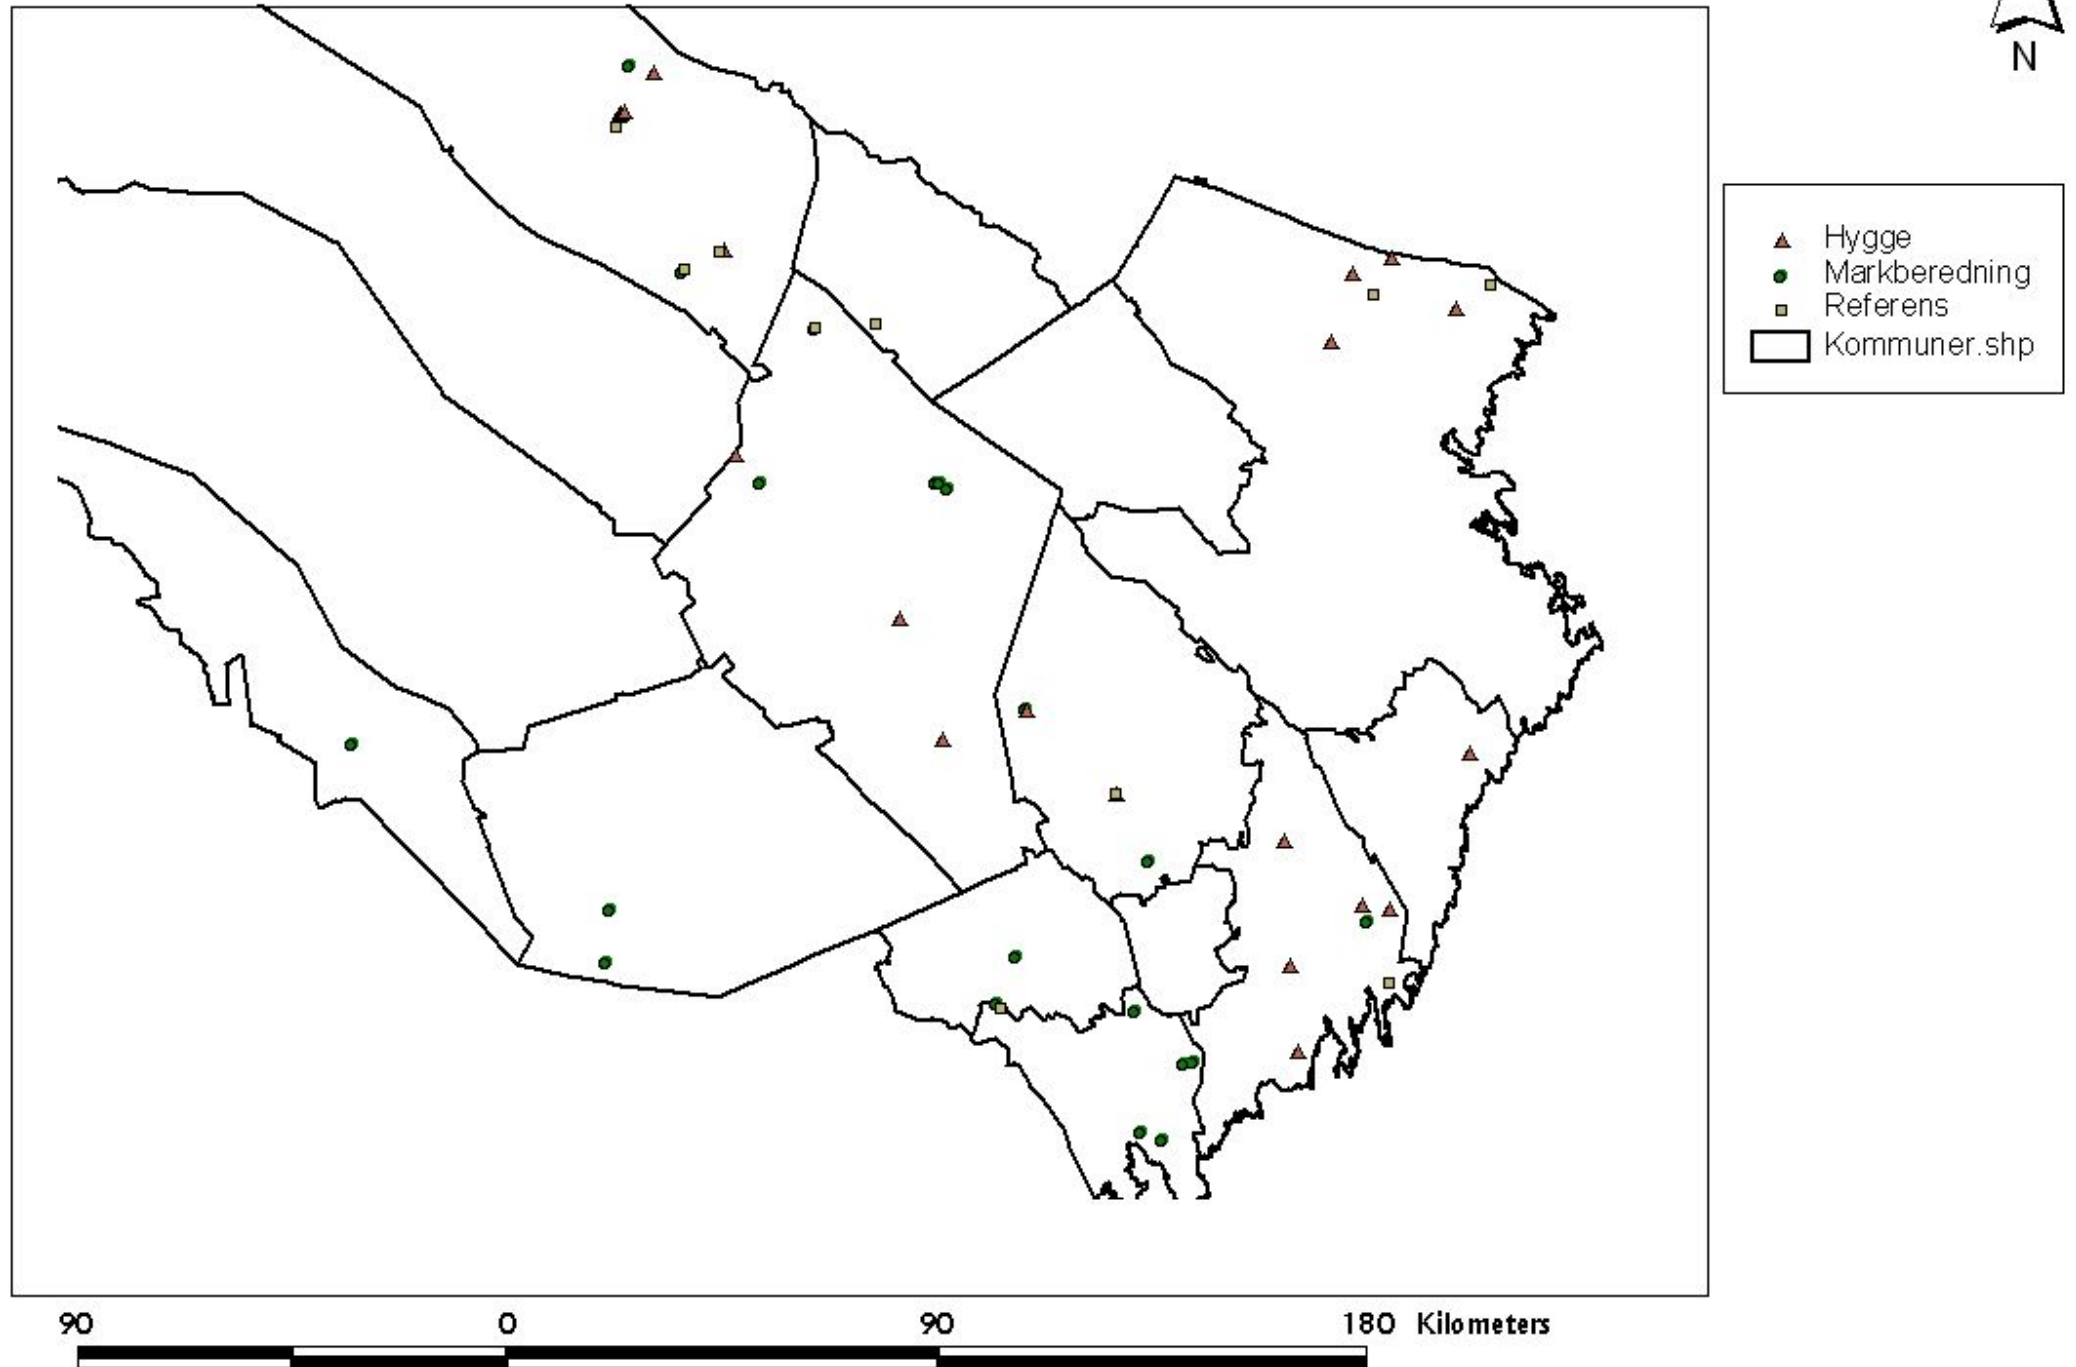 N
Hygge
Markberedning
Referens
Kommuner.shp
90 0 90 180 Kilometers